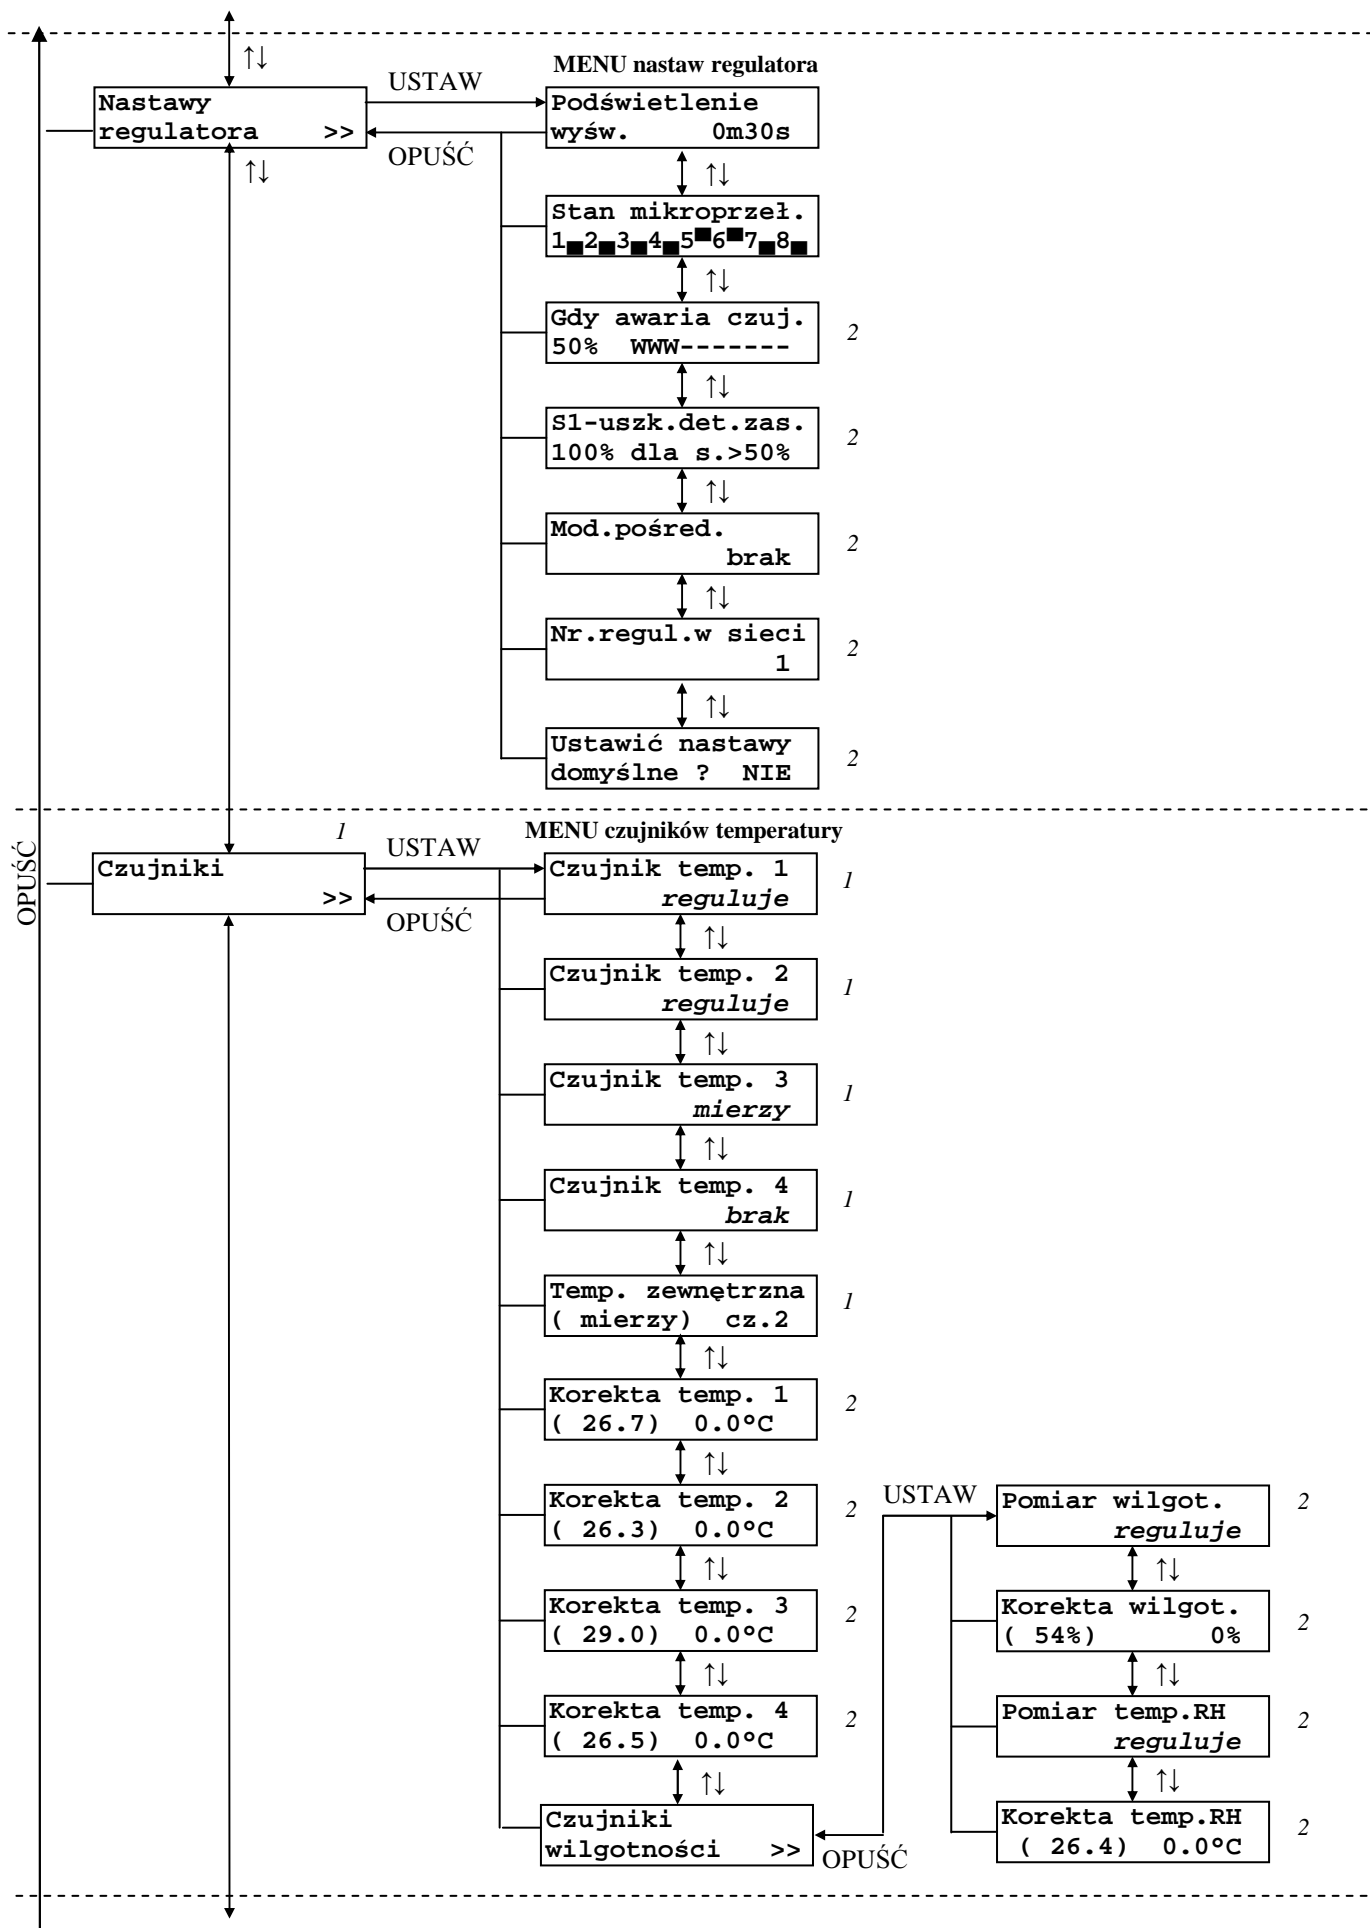 ↑↓
MENU nastaw regulatora
USTAW
Nastawy
regulatora >>
Podświetlenie
wyśw. 0m30s
OPUŚĆ
↑↓
↑↓
Stan mikroprzeł.
1▄2▄3▄4▄5▀6▀7▄8▄
↑↓
Gdy awaria czuj.
50% WWW-------
2
↑↓
S1-uszk.det.zas.
100% dla s.>50%
2
↑↓
Mod.pośred.
brak
2
↑↓
Nr.regul.w sieci
1
2
↑↓
Ustawić nastawy
domyślne ? NIE
2
OPUŚĆ
1
MENU czujników temperatury
USTAW
Czujniki
>>
Czujnik temp. 1
reguluje
1
OPUŚĆ
↑↓
Czujnik temp. 2
reguluje
1
↑↓
Czujnik temp. 3
mierzy
1
↑↓
Czujnik temp. 4
brak
1
↑↓
Temp. zewnętrzna
( mierzy) cz.2
1
↑↓
Korekta temp. 1
( 26.7) 0.0°C
2
↑↓
Korekta temp. 2
( 26.3) 0.0°C
2
↑↓
Korekta temp. 3
( 29.0) 0.0°C
2
↑↓
Korekta temp. 4
( 26.5) 0.0°C
2
↑↓
Czujniki
wilgotności >>
OPUŚĆ
USTAW
Pomiar wilgot.
reguluje
2
↑↓
Korekta wilgot.
( 54%) 0%
2
↑↓
Pomiar temp.RH
reguluje
2
↑↓
Korekta temp.RH
( 26.4) 0.0°C
2